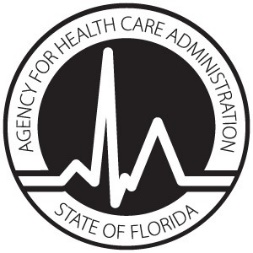 AGENCY FOR HEALTH CARE ADMINISTRATION
STATE OF FLORIDA